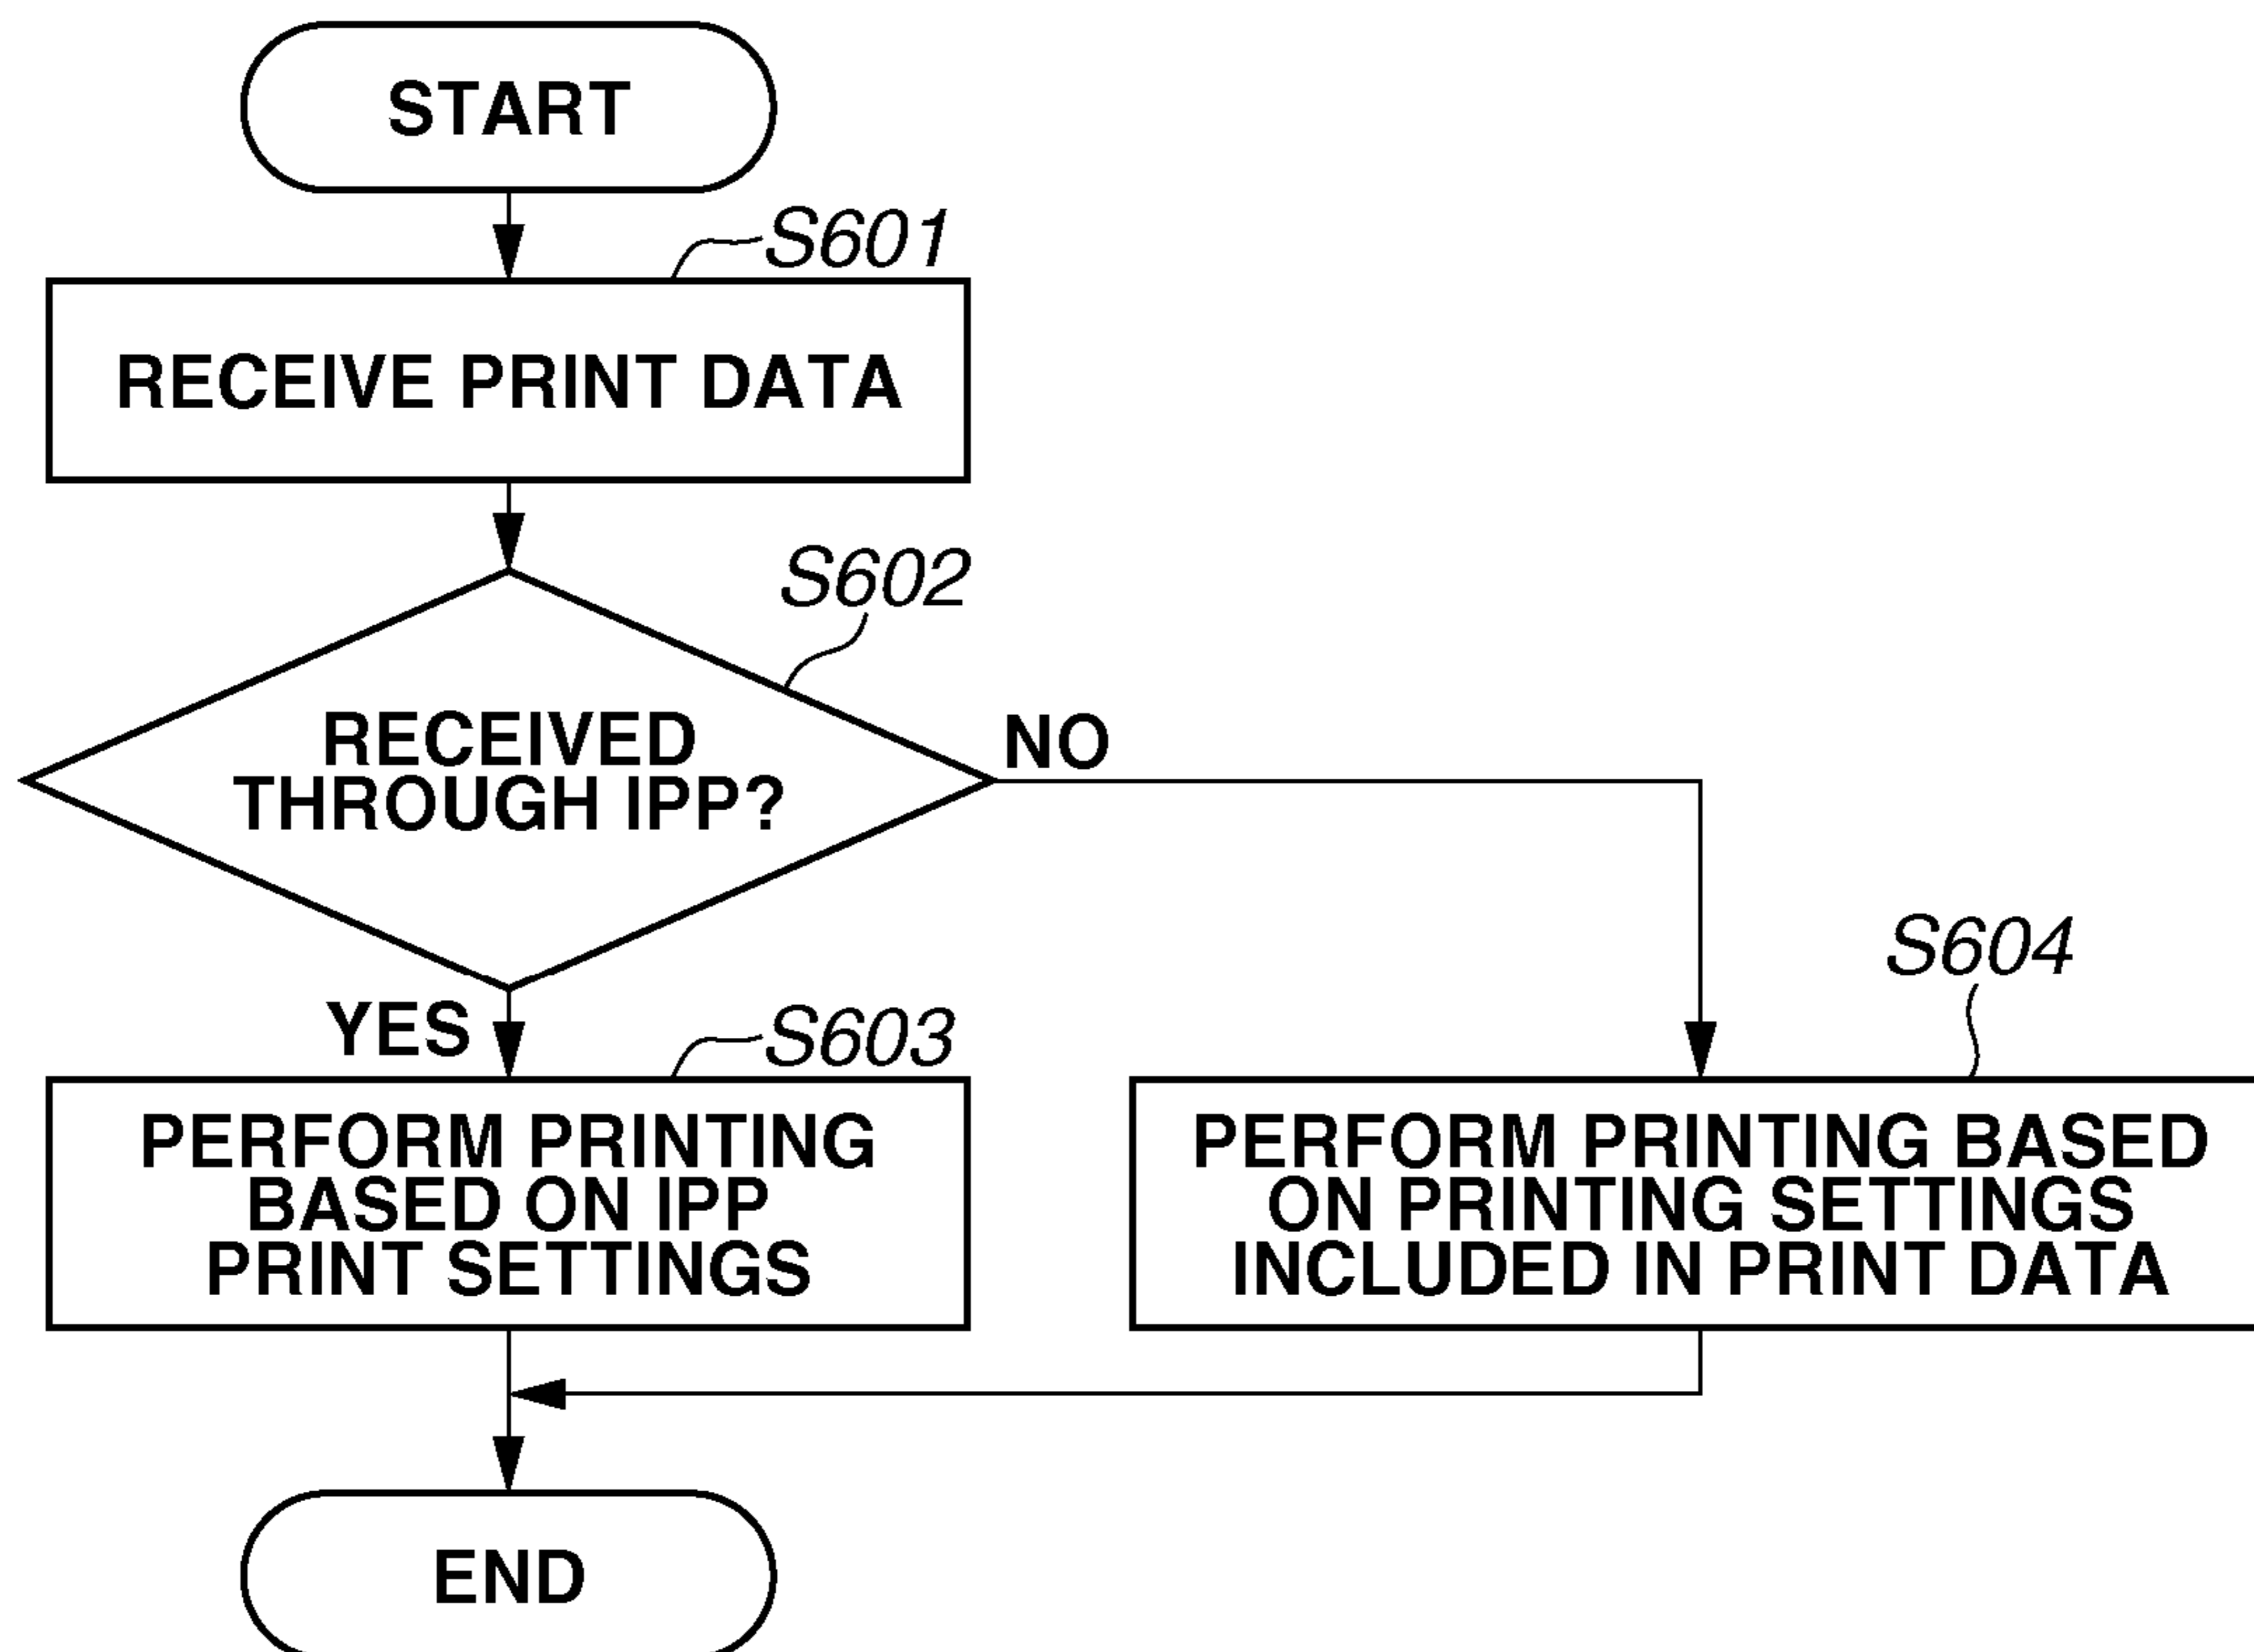 START
S601
RECEIVE PRINT DATA
S602
RECEIVED
THROUGH IPP?
NO
YES
S603
PERFORM PRINTING
BASED ON IPP
PRINT SETTINGS
S604
PERFORM PRINTING BASED
ON PRINTING SETTINGS
INCLUDED IN PRINT DATA
END